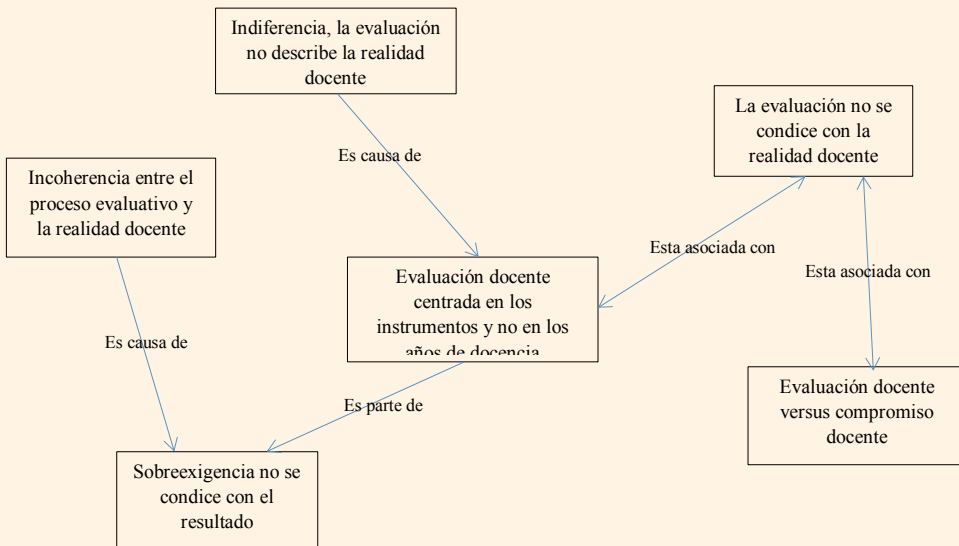 Indiferencia, la evaluación
no describe la realidad
docente
La evaluación no se
condice con la
realidad docente
Es causa de
Incoherencia entre el
proceso evaluativo y
la realidad docente
Esta asociada con
Esta asociada con
Evaluación docente
centrada en los
instrumentos y no en los
años de docencia
Es causa de
Evaluación docente
versus compromiso
docente
Es parte de
Sobreexigencia no se
condice con el
resultado